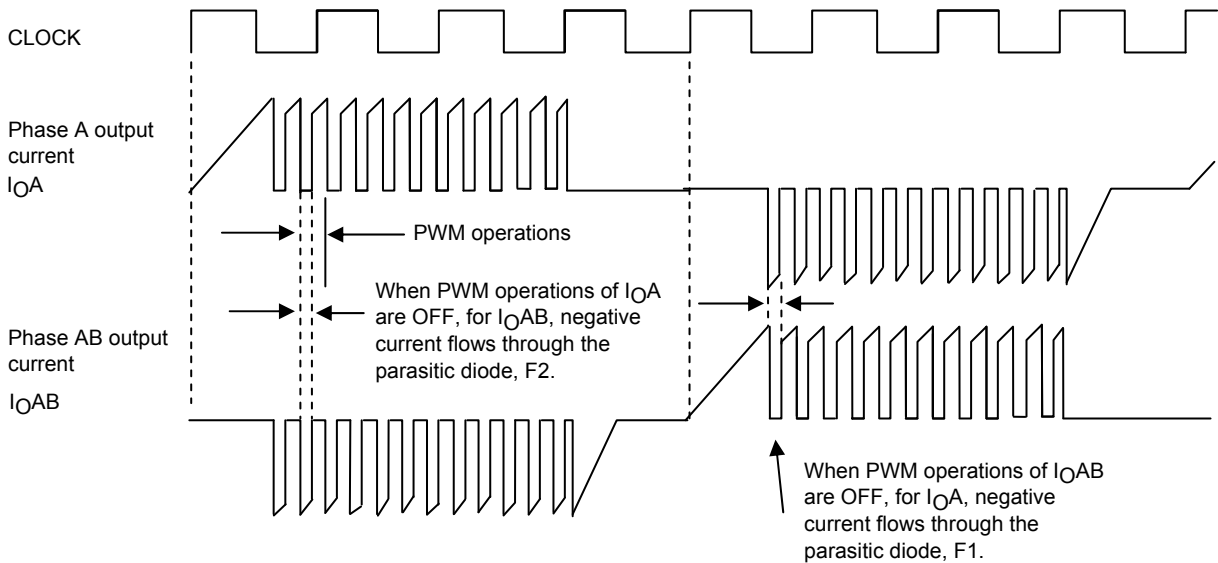 CLOCK
Phase A output
current
IOA
PWM operations
When PWM operations of IOA
are OFF, for IOAB, negative
current flows through the
parasitic diode, F2.
Phase AB output
current
IOAB
When PWM operations of IOAB
are OFF, for IOA, negative
current flows through the
parasitic diode, F1.